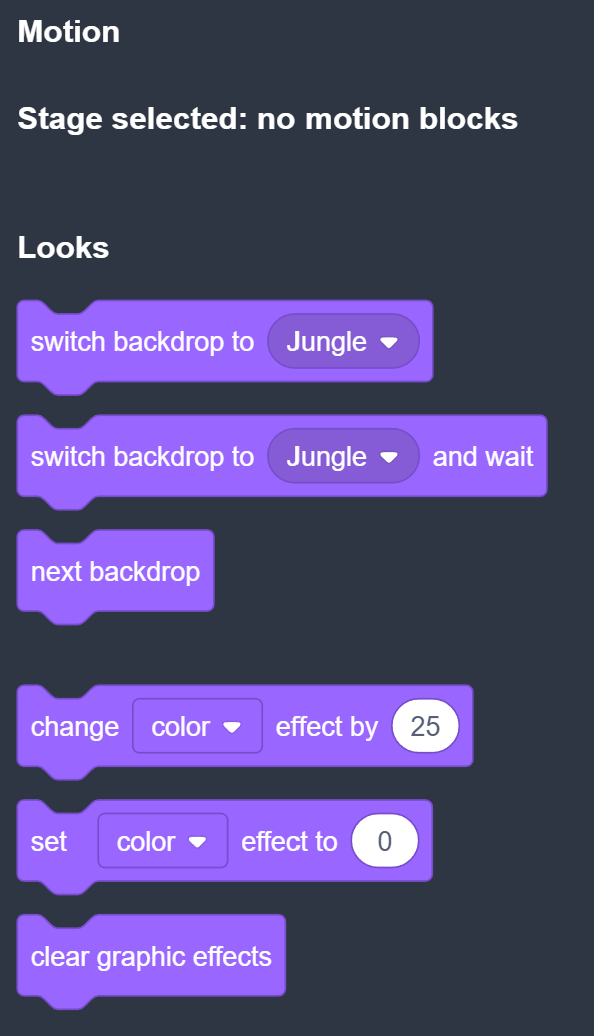 Motion
Stage selected: no motion blocks
Looks
switch backdrop to Jungle
switch backdrop to Jungle and wait
next backdrop
change color effect by 25
set color effect to 0
clear graphic effects